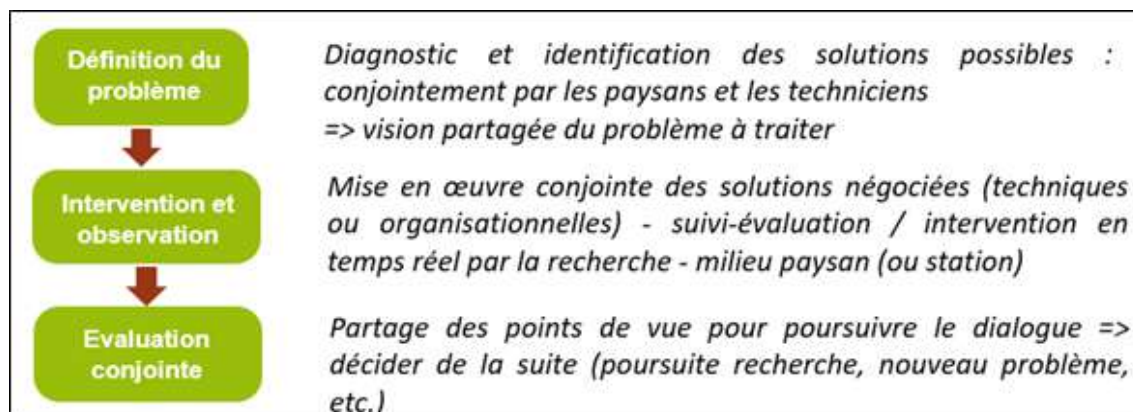 Définition du
problème
Diagnostic et identification des solutions possibles :
conjointement par les paysans et les techniciens
=> vision partagée du problème à traiter
Intervention et
observation
Mise en œuvre conjointe des solutions négociées (techniques
ou organisationnelles) - suivi-évaluation / intervention en
temps réel par la recherche - milieu paysan (ou station)
Evaluation
conjointe
Partage des points de vue pour poursuivre le dialogue =>
décider de la suite (poursuite recherche, nouveau problème,
etc.)